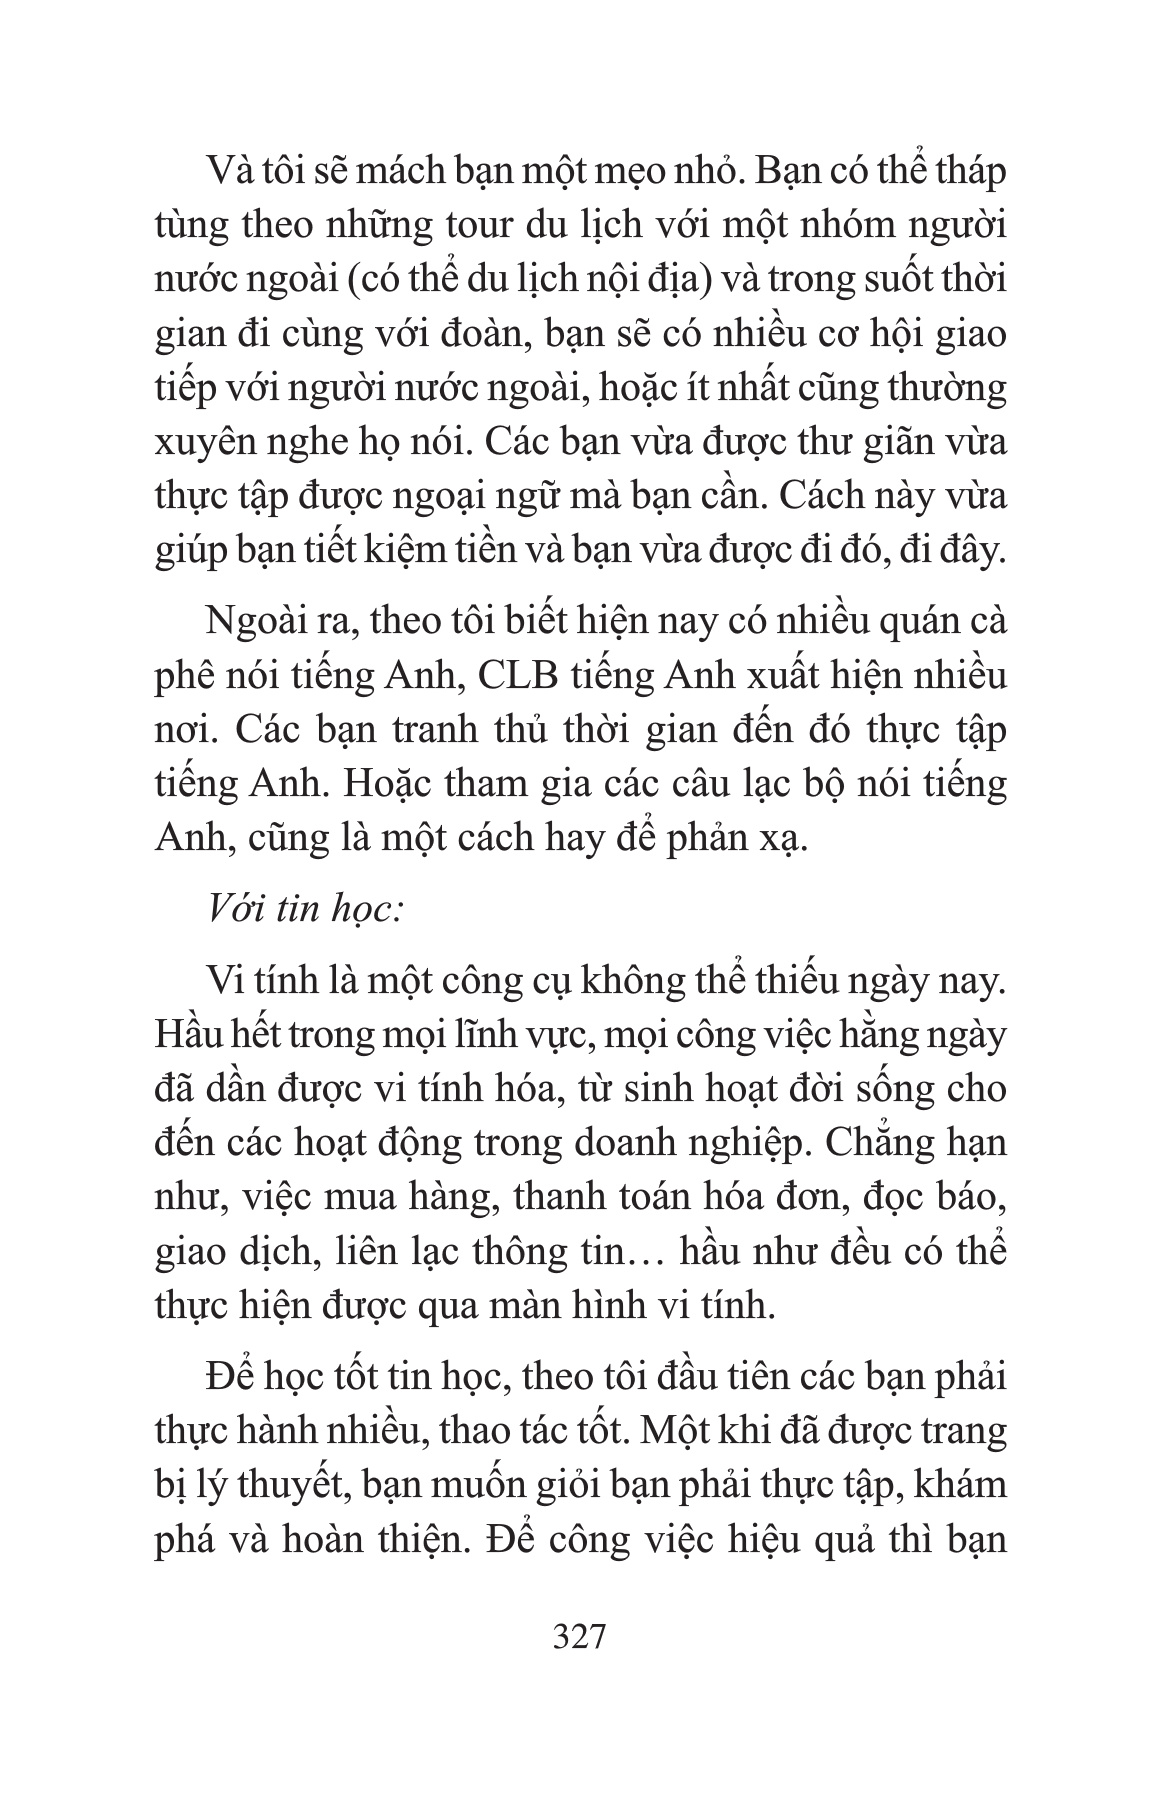 Và tôi sẽ mách bạn một mẹo nhỏ. Bạn có thể tháp
tùng theo những tour du lịch với một nhóm người
nước ngoài (có thể du lịch nội địa) và trong suốt thời
gian đi cùng với đoàn, bạn sẽ có nhiều cơ hội giao
tiếp với người nước ngoài, hoặc ít nhất cũng thường
xuyên nghe họ nói. Các bạn vừa được thư giãn vừa
thực tập được ngoại ngữ mà bạn cần. Cách này vừa
giúp bạn tiết kiệm tiền và bạn vừa được đi đó, đi đây.
Ngoài ra, theo tôi biết hiện nay có nhiều quán cà
phê nói tiếng Anh, CLB tiếng Anh xuất hiện nhiều
nơi. Các bạn tranh thủ thời gian đến đó thực tập
tiếng Anh. Hoặc tham gia các câu lạc bộ nói tiếng
Anh, cũng là một cách hay để phản xạ.
Với tin học:
Vi tính là một công cụ không thể thiếu ngày nay.
Hầu hết trong mọi lĩnh vực, mọi công việc hằng ngày
đã dần được vi tính hóa, từ sinh hoạt đời sống cho
đến các hoạt động trong doanh nghiệp. Chẳng hạn
như, việc mua hàng, thanh toán hóa đơn, đọc báo,
giao dịch, liên lạc thông tin… hầu như đều có thể
thực hiện được qua màn hình vi tính.
Để học tốt tin học, theo tôi đầu tiên các bạn phải
thực hành nhiều, thao tác tốt. Một khi đã được trang
bị lý thuyết, bạn muốn giỏi bạn phải thực tập, khám
phá và hoàn thiện. Để công việc hiệu quả thì bạn
327